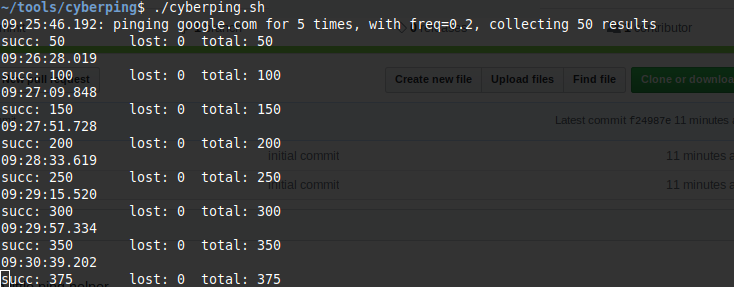 ~/tools/cyberping$ ./cyberping.sh
09:25:46.192: pinging google.com for 5 times, with freq=0.2, collecting 50 results
succ: 50 lost: 0 total: 50
09:26:28.019
succ: 100 lost: 0 total: 100
09:27:09.848
succ: 150 lost: 0 total: 150
09:27:51.728
succ: 200 lost: 0 total: 200
09:28:33.619
succ: 250 lost: 0 total: 250
09:29:15.520
succ: 300 lost: 0 total: 300
09:29:57.334
succ: 350 lost: 0 total: 350
09:30:39.202
succ: 375 lost: 0 total: 375
contributor
request
Create new file Upload files Find file Clone or downloa
Latest commit f24987e 11 minutes
initial commit 11 minutes a
initial commit 11 minutes a
helper